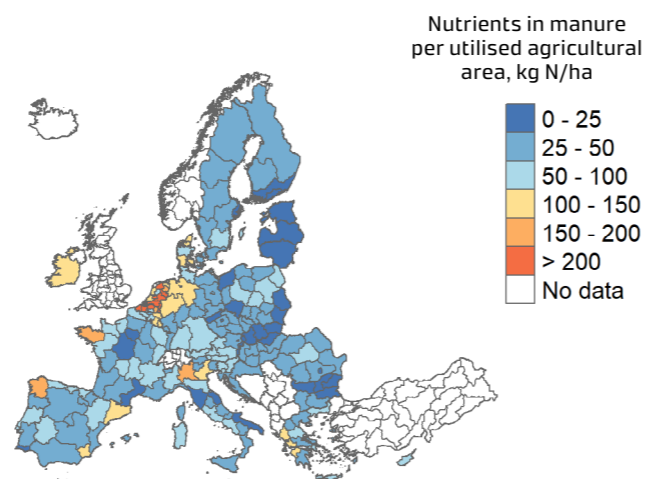 Nutrients in manure
per utilised agricultural
area, kg N/ha
0 - 25
25 - 50
50 - 100
100 - 150
150 - 200
> 200
No data